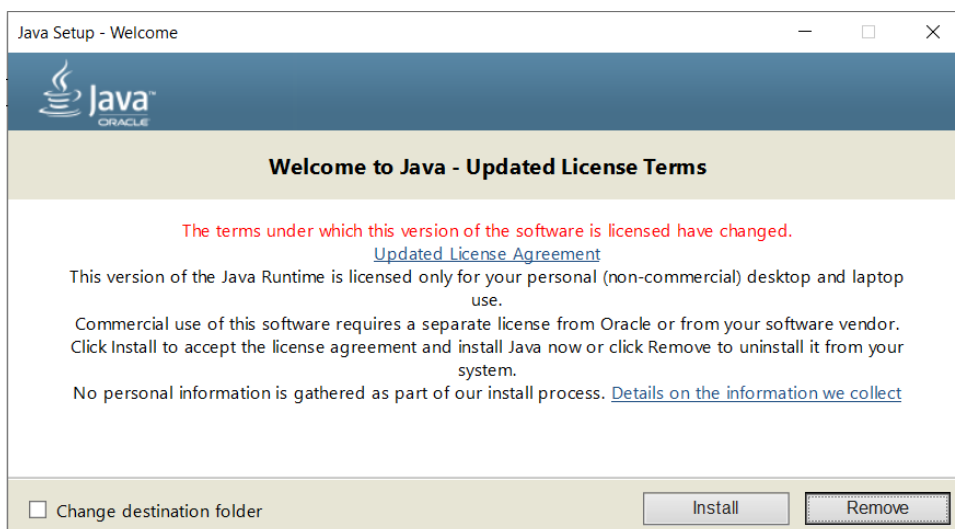 Java Setup - Welcome
Java™
ORACLE
Welcome to Java - Updated License Terms
The terms under which this version of the software is licensed have changed.
Updated License Agreement
This version of the Java Runtime is licensed only for your personal (non-commercial) desktop and laptop
use.
Commercial use of this software requires a separate license from Oracle or from your software vendor.
Click Install to accept the license agreement and install Java now or click Remove to uninstall it from your
system.
No personal information is gathered as part of our install process. Details on the information we collect
Change destination folder
Install
Remove